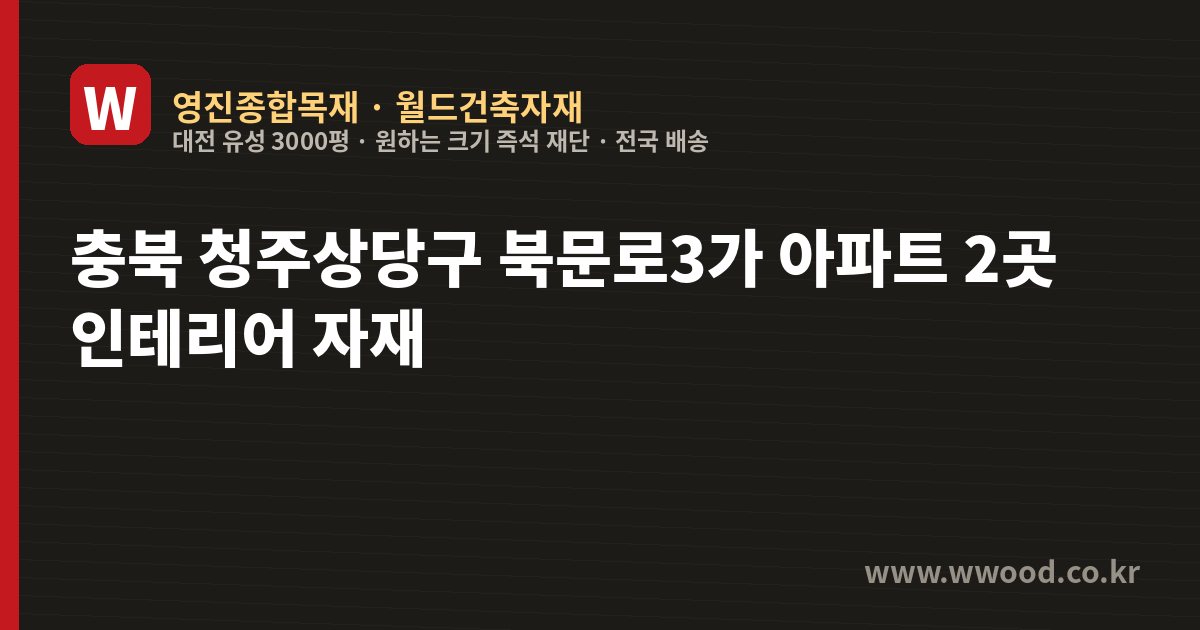 W
영진종합목재 · 월드건축자재
대전 유성 3000평 · 원하는 크기 즉석 재단 · 전국 배송
충북 청주상당구 북문로3가 아파트 2곳
인테리어 자재
www.wwood.co.kr